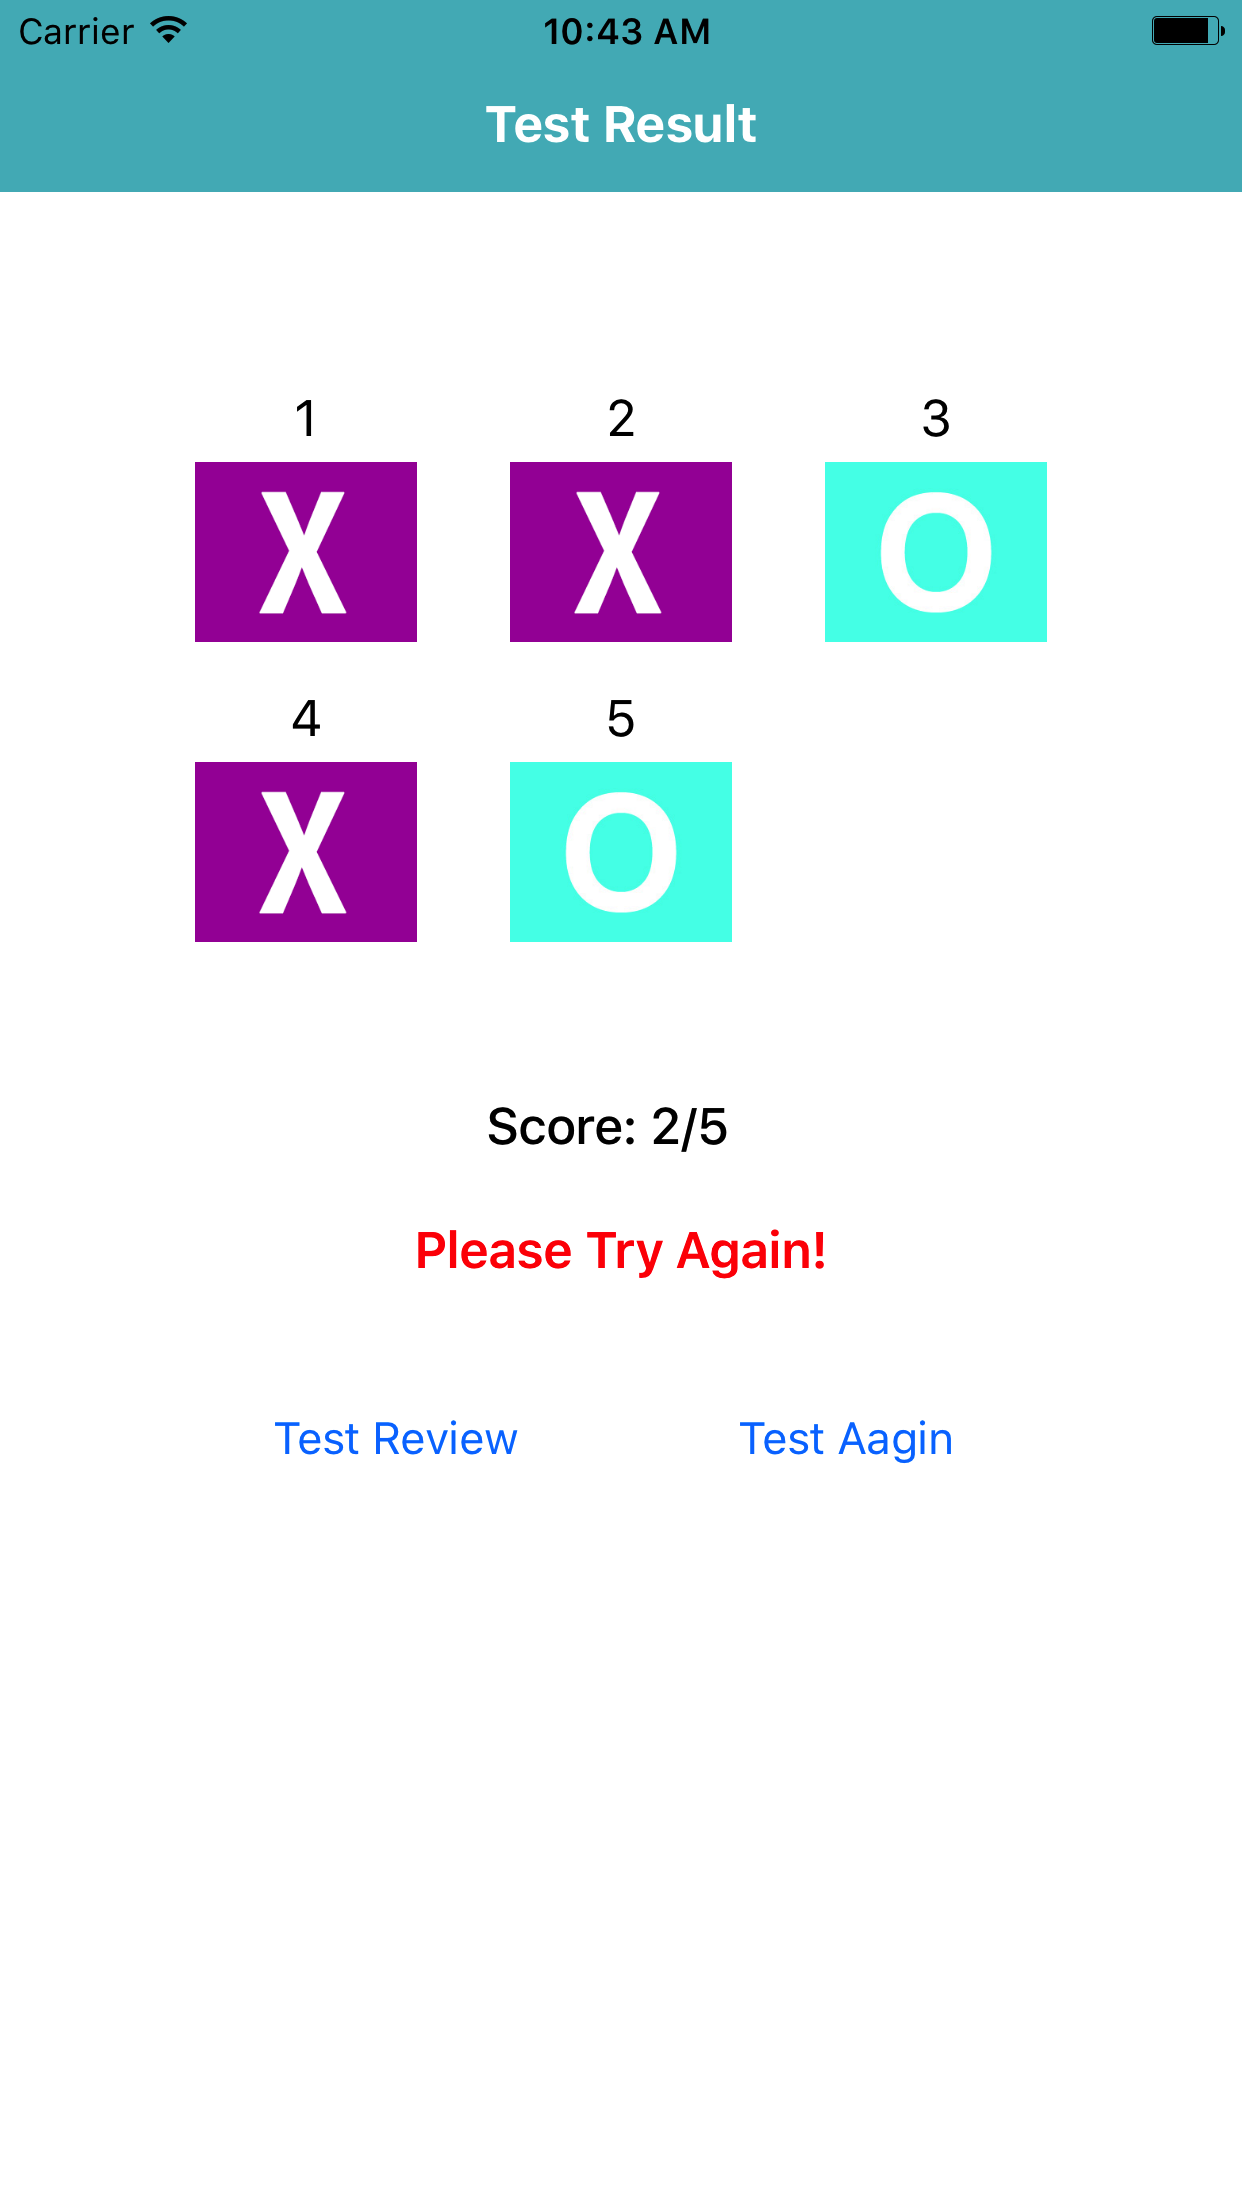 Carrier 10:43 AM
Test Result
1 2 3
X X O
4 5
X O
Score: 2/5
Please Try Again!
Test Review Test Aagin